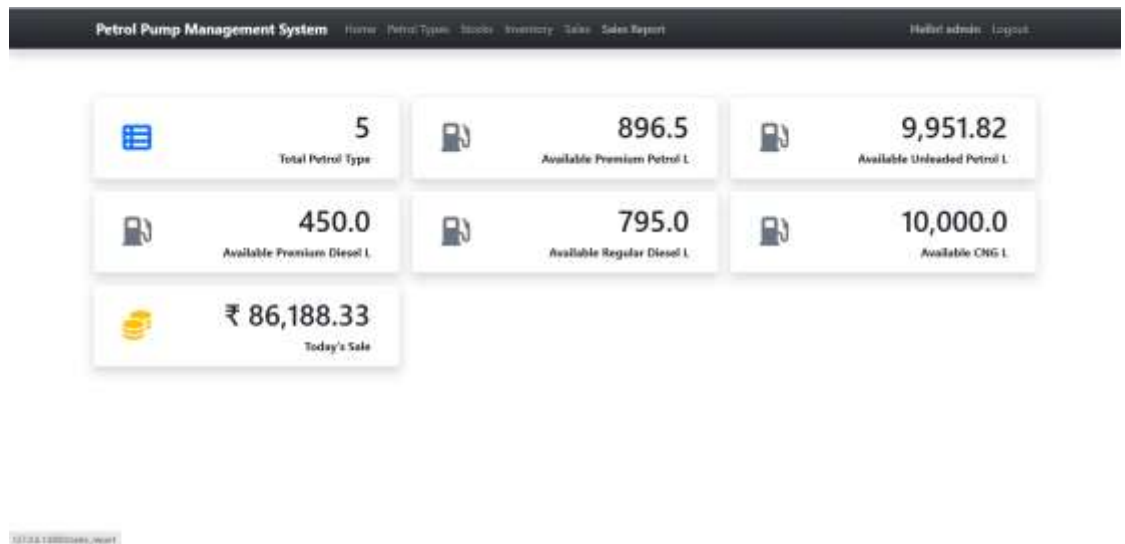 Petrol Pump Management System Home Petrol Types Stocks Inventory Sales Sales Report Hello! admin Logout
5
Total Petrol Type
896.5
Available Premium Petrol L
9,951.82
Available Unleaded Petrol L
450.0
Available Premium Diesel L
795.0
Available Regular Diesel L
10,000.0
Available CNG L
₹ 86,188.33
Today's Sale